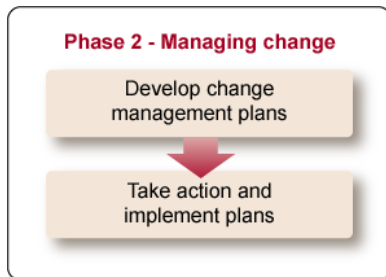 Phase 2 - Managing change
Develop change
management plans
Take action and
implement plans